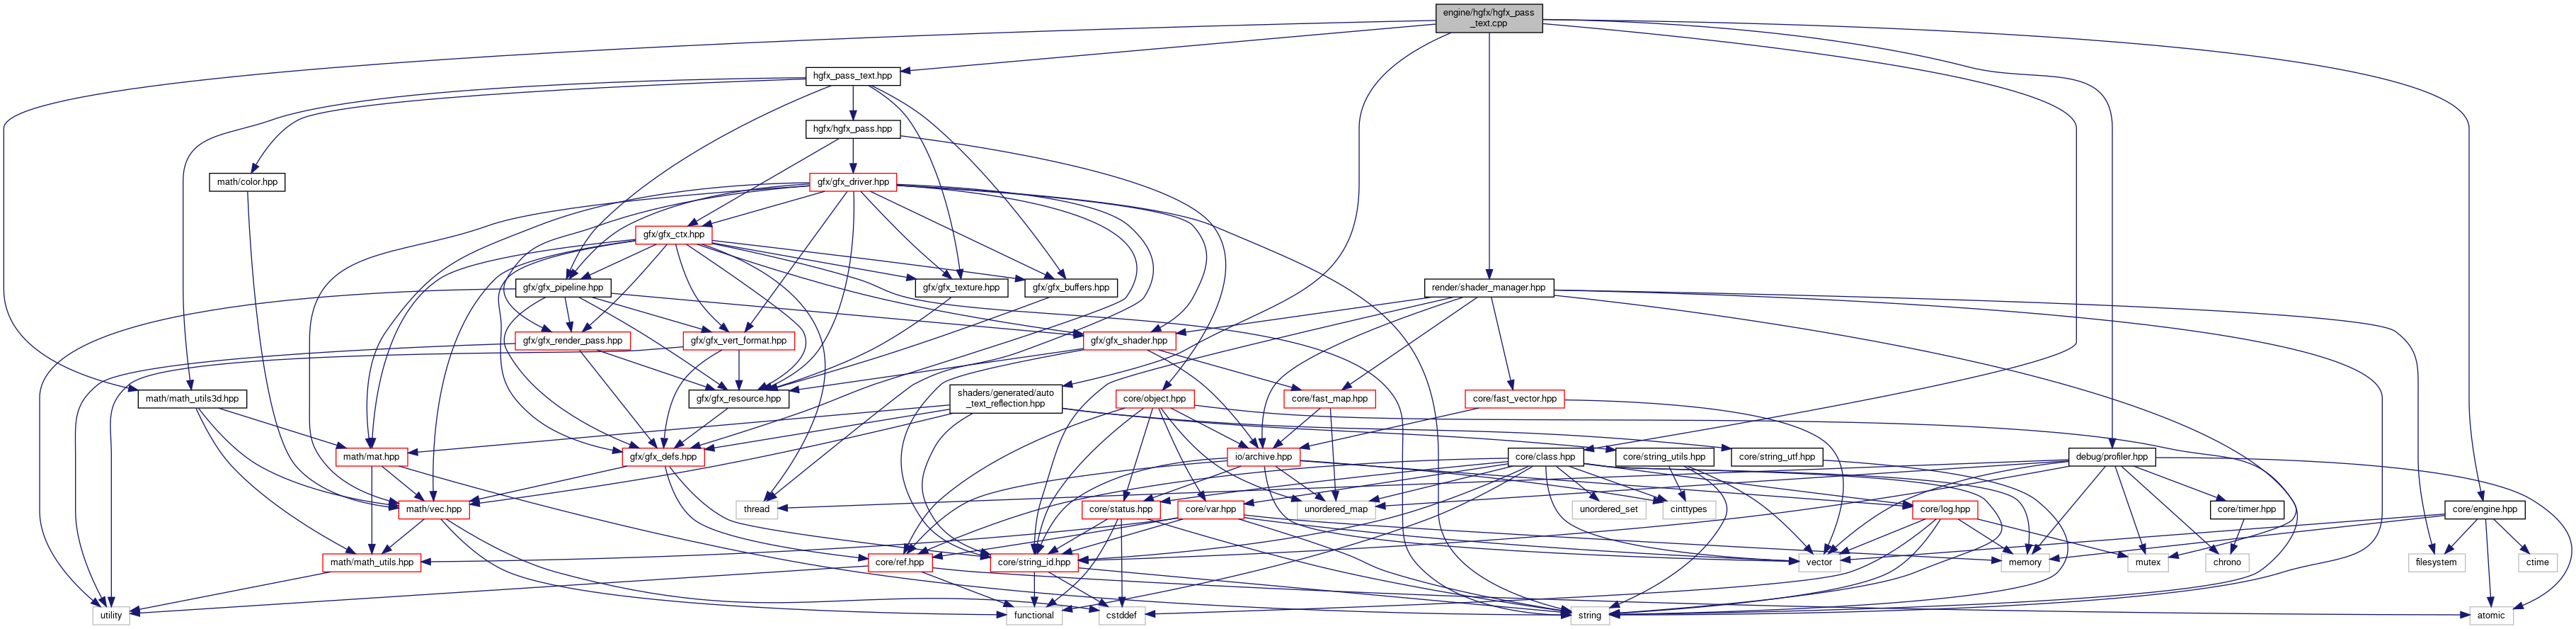 engine/hgfx/hgfx_pass
_text.cpp
hgfx_pass_text.hpp
hgfx/hgfx_pass.hpp
math/color.hpp
gfx/gfx_driver.hpp
gfx/gfx_ctx.hpp
gfx/gfx_pipeline.hpp
gfx/gfx_texture.hpp
gfx/gfx_buffers.hpp
render/shader_manager.hpp
gfx/gfx_render_pass.hpp
gfx/gfx_vert_format.hpp
gfx/gfx_shader.hpp
math/math_utils3d.hpp
gfx/gfx_resource.hpp
shaders/generated/auto
_text_reflection.hpp
core/object.hpp
core/fast_map.hpp
core/fast_vector.hpp
math/mat.hpp
gfx/gfx_defs.hpp
io/archive.hpp
core/class.hpp
core/string_utils.hpp
core/string_utf.hpp
debug/profiler.hpp
math/vec.hpp
thread
core/status.hpp
core/var.hpp
unordered_map
unordered_set
cinttypes
core/log.hpp
core/timer.hpp
core/engine.hpp
math/math_utils.hpp
core/ref.hpp
core/string_id.hpp
vector
memory
mutex
chrono
filesystem
ctime
utility
functional
cstddef
string
atomic